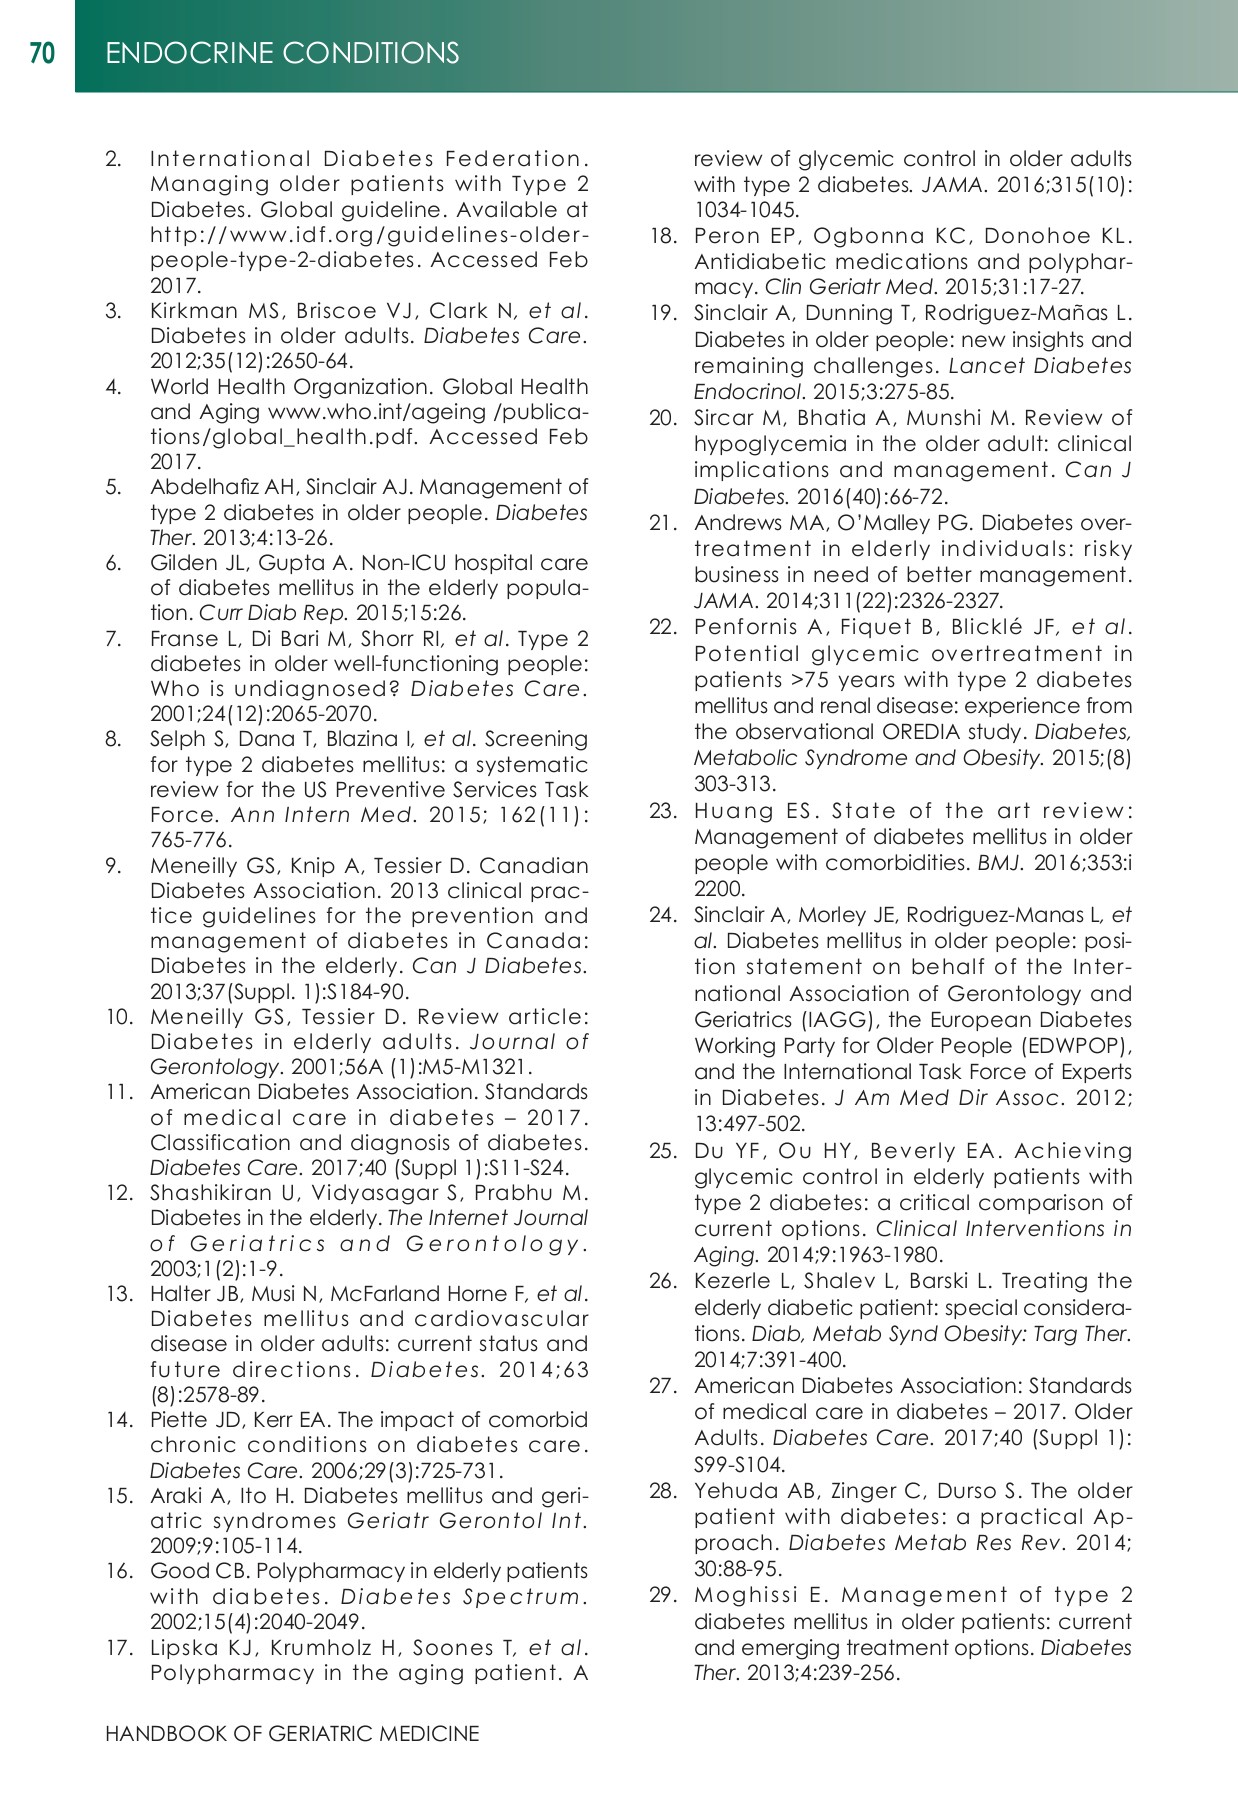 70
ENDOCRINE CONDITIONS
2. International Diabetes Federation.
Managing older patients with Type 2
Diabetes. Global guideline. Available at
http://www.idf.org/guidelines-older-
people-type-2-diabetes. Accessed Feb
2017.
3. Kirkman MS, Briscoe VJ, Clark N, et al.
Diabetes in older adults. Diabetes Care.
2012;35(12):2650-64.
4. World Health Organization. Global Health
and Aging www.who.int/ageing /publica-
tions/global_health.pdf. Accessed Feb
2017.
5. Abdelhafiz AH, Sinclair AJ. Management of
type 2 diabetes in older people. Diabetes
Ther. 2013;4:13-26.
6. Gilden JL, Gupta A. Non-ICU hospital care
of diabetes mellitus in the elderly popula-
tion. Curr Diab Rep. 2015;15:26.
7. Franse L, Di Bari M, Shorr RI, et al. Type 2
diabetes in older well-functioning people:
Who is undiagnosed? Diabetes Care.
2001;24(12):2065-2070.
8. Selph S, Dana T, Blazina I, et al. Screening
for type 2 diabetes mellitus: a systematic
review for the US Preventive Services Task
Force. Ann Intern Med. 2015; 162(11):
765-776.
9. Meneilly GS, Knip A, Tessier D. Canadian
Diabetes Association. 2013 clinical prac-
tice guidelines for the prevention and
management of diabetes in Canada:
Diabetes in the elderly. Can J Diabetes.
2013;37(Suppl. 1):S184-90.
10. Meneilly GS, Tessier D. Review article:
Diabetes in elderly adults. Journal of
Gerontology. 2001;56A (1):M5-M1321.
11. American Diabetes Association. Standards
of medical care in diabetes – 2017.
Classification and diagnosis of diabetes.
Diabetes Care. 2017;40 (Suppl 1):S11-S24.
12. Shashikiran U, Vidyasagar S, Prabhu M.
Diabetes in the elderly. The Internet Journal
of Geriatrics and Gerontology.
2003;1(2):1-9.
13. Halter JB, Musi N, McFarland Horne F, et al.
Diabetes mellitus and cardiovascular
disease in older adults: current status and
future directions. Diabetes. 2014;63
(8):2578-89.
14. Piette JD, Kerr EA. The impact of comorbid
chronic conditions on diabetes care.
Diabetes Care. 2006;29(3):725-731.
15. Araki A, Ito H. Diabetes mellitus and geri-
atric syndromes Geriatr Gerontol Int.
2009;9:105-114.
16. Good CB. Polypharmacy in elderly patients
with diabetes. Diabetes Spectrum.
2002;15(4):2040-2049.
17. Lipska KJ, Krumholz H, Soones T, et al.
Polypharmacy in the aging patient. A
review of glycemic control in older adults
with type 2 diabetes. JAMA. 2016;315(10):
1034-1045.
18. Peron EP, Ogbonna KC, Donohoe KL.
Antidiabetic medications and polyphar-
macy. Clin Geriatr Med. 2015;31:17-27.
19. Sinclair A, Dunning T, Rodriguez-Mañas L.
Diabetes in older people: new insights and
remaining challenges. Lancet Diabetes
Endocrinol. 2015;3:275-85.
20. Sircar M, Bhatia A, Munshi M. Review of
hypoglycemia in the older adult: clinical
implications and management. Can J
Diabetes. 2016(40):66-72.
21. Andrews MA, O’Malley PG. Diabetes over-
treatment in elderly individuals: risky
business in need of better management.
JAMA. 2014;311(22):2326-2327.
22. Penfornis A, Fiquet B, Blicklé JF, et al.
Potential glycemic overtreatment in
patients >75 years with type 2 diabetes
mellitus and renal disease: experience from
the observational OREDIA study. Diabetes,
Metabolic Syndrome and Obesity. 2015;(8)
303-313.
23. Huang ES. State of the art review:
Management of diabetes mellitus in older
people with comorbidities. BMJ. 2016;353:i
2200.
24. Sinclair A, Morley JE, Rodriguez-Manas L, et
al. Diabetes mellitus in older people: posi-
tion statement on behalf of the Inter-
national Association of Gerontology and
Geriatrics (IAGG), the European Diabetes
Working Party for Older People (EDWPOP),
and the International Task Force of Experts
in Diabetes. J Am Med Dir Assoc. 2012;
13:497-502.
25. Du YF, Ou HY, Beverly EA. Achieving
glycemic control in elderly patients with
type 2 diabetes: a critical comparison of
current options. Clinical Interventions in
Aging. 2014;9:1963-1980.
26. Kezerle L, Shalev L, Barski L. Treating the
elderly diabetic patient: special considera-
tions. Diab, Metab Synd Obesity: Targ Ther.
2014;7:391-400.
27. American Diabetes Association: Standards
of medical care in diabetes – 2017. Older
Adults. Diabetes Care. 2017;40 (Suppl 1):
S99-S104.
28. Yehuda AB, Zinger C, Durso S. The older
patient with diabetes: a practical Ap-
proach. Diabetes Metab Res Rev. 2014;
30:88-95.
29. Moghissi E. Management of type 2
diabetes mellitus in older patients: current
and emerging treatment options. Diabetes
Ther. 2013;4:239-256.
HANDBOOK OF GERIATRIC MEDICINE